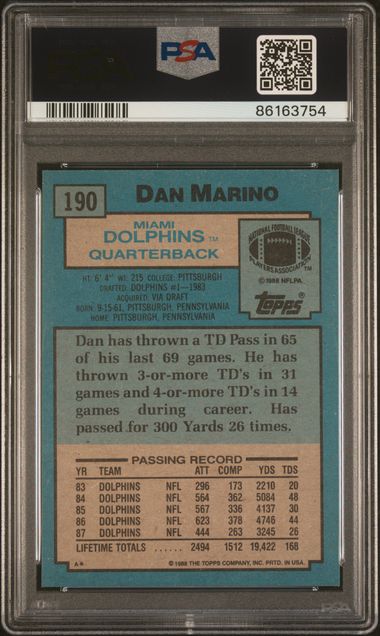 PSA
86163754
190
DAN MARINO
MIAMI
DOLPHINS TM
QUARTERBACK
NATIONAL FOOTBALL LEAGUE
PLAYERS ASSOCIATION
TM
© 1988 NFLPA
topps
HT: 6' 4" WT: 215 COLLEGE: PITTSBURGH
DRAFTED: DOLPHINS #1—1983
ACQUIRED: VIA DRAFT
BORN: 9-15-61, PITTSBURGH, PENNSYLVANIA
HOME: PITTSBURGH, PENNSYLVANIA
Dan has thrown a TD Pass in 65
of his last 69 games. He has
thrown 3-or-more TD's in 31
games and 4-or-more TD's in 14
games during career. Has
passed for 300 Yards 26 times.
PASSING RECORD
YR TEAM ATT COMP YDS TDS
83 DOLPHINS NFL 296 173 2210 20
84 DOLPHINS NFL 564 362 5084 48
85 DOLPHINS NFL 567 336 4137 30
86 DOLPHINS NFL 623 378 4746 44
87 DOLPHINS NFL 444 263 3245 26
LIFETIME TOTALS ...... 2494 1512 19,422 168
A* © 1988 THE TOPPS COMPANY, INC. PRTD. IN USA.